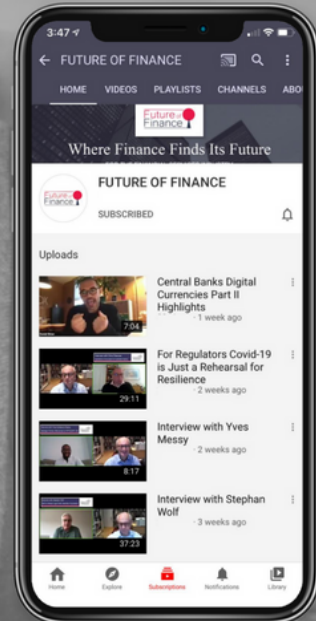 3:47
FUTURE OF FINANCE
HOME VIDEOS PLAYLISTS CHANNELS ABO
Future of
Finance
Where Finance Finds Its Future
Future of
Finance
FUTURE OF FINANCE
SUBSCRIBED
Uploads
7:04
Central Banks Digital
Currencies Part II
Highlights
· 1 week ago
29:11
For Regulators Covid-19
is Just a Rehearsal for
Resilience
· 2 weeks ago
8:17
Interview with Yves
Messy
· 2 weeks ago
37:23
Interview with Stephan
Wolf
· 3 weeks ago
Home Explore Subscriptions Notifications Library